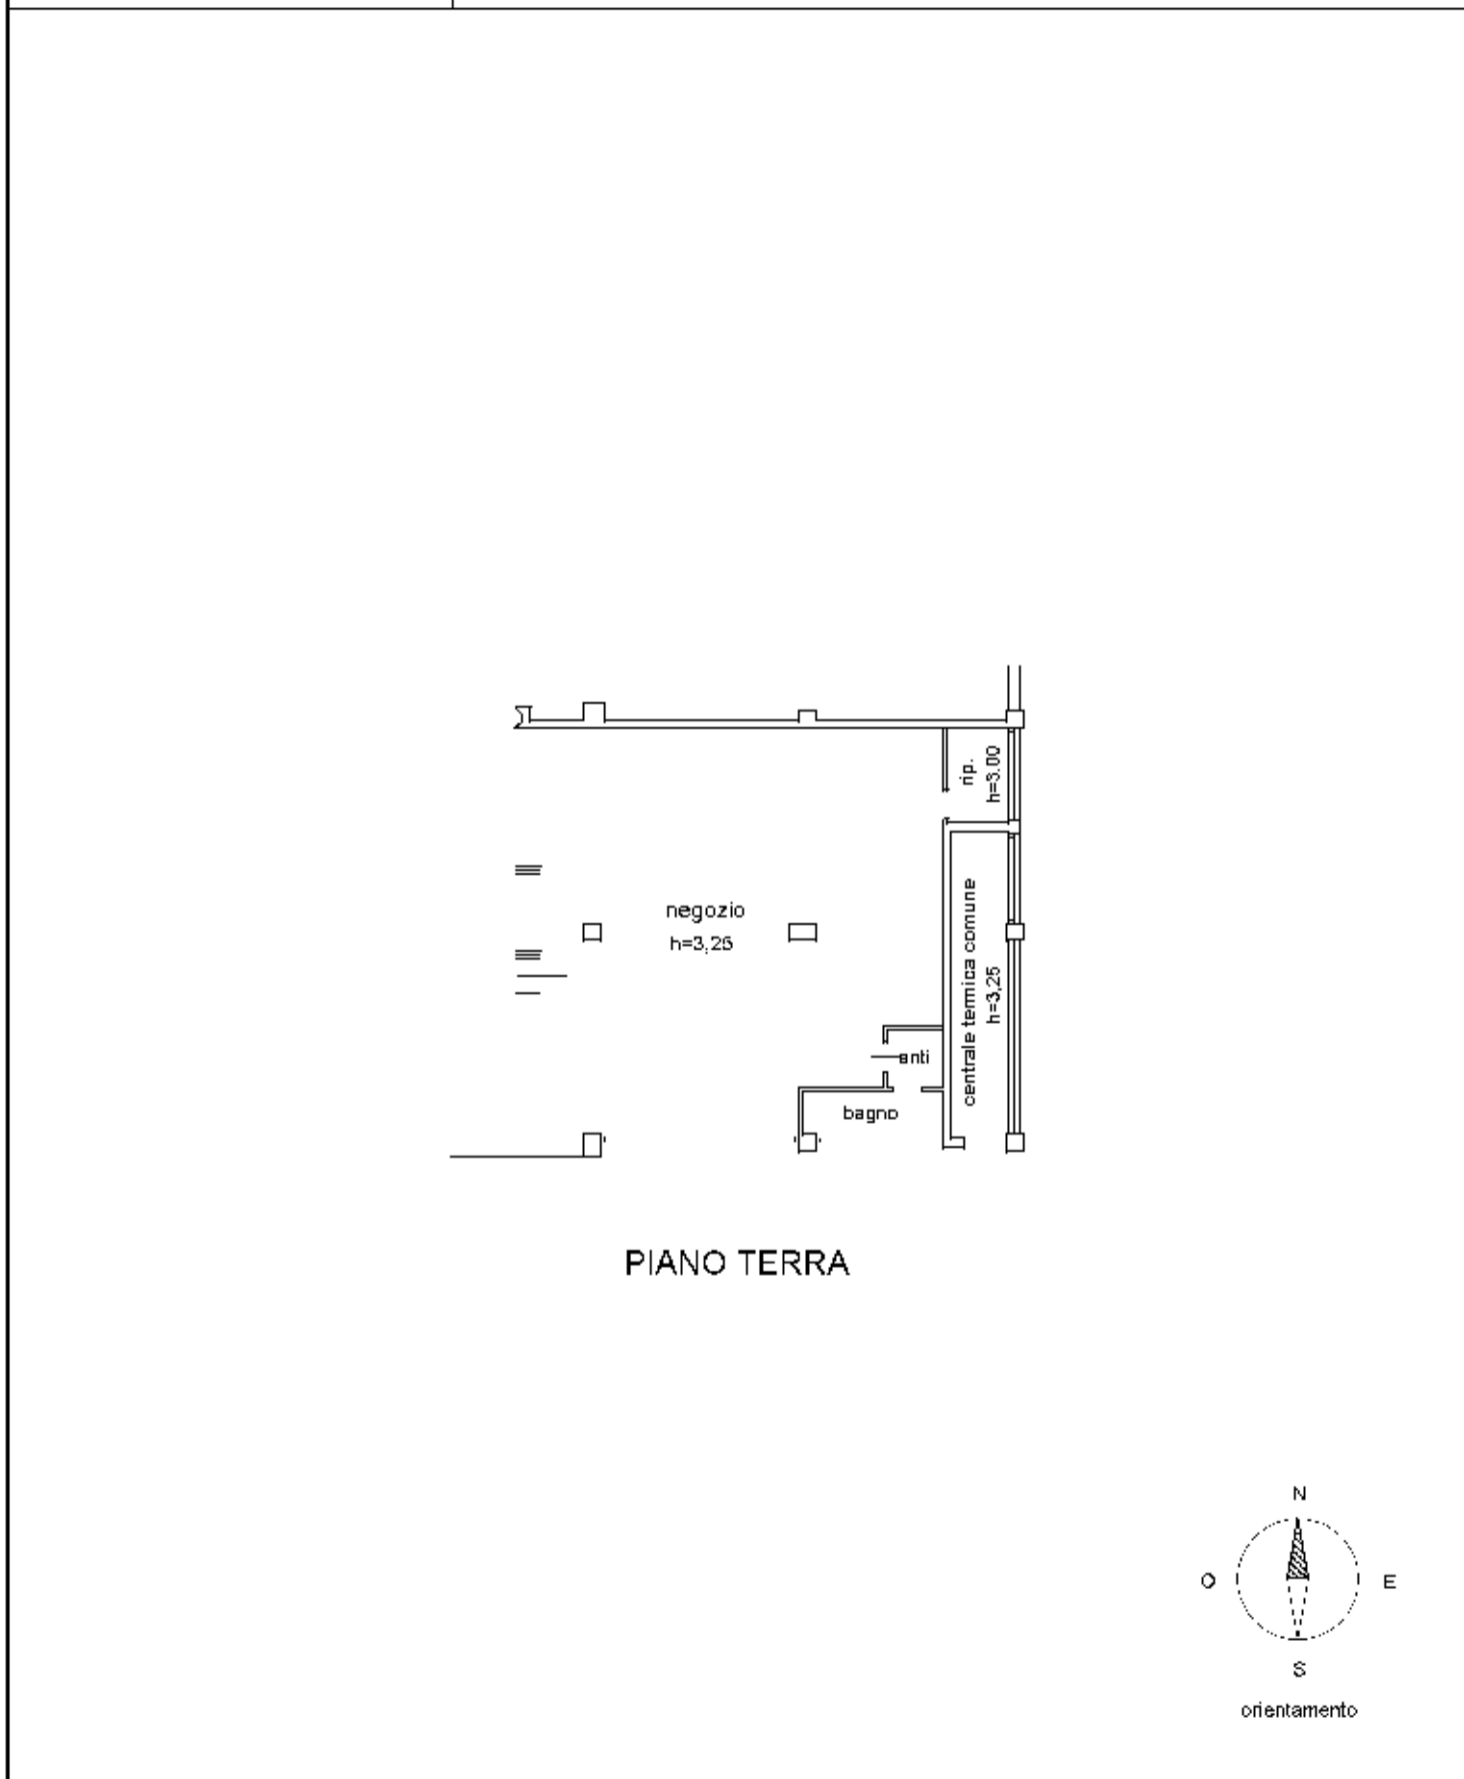 rip.
h=3.00
negozio
h=3,25
centrale termica comune
h=3,25
anti
bagno
PIANO TERRA
N
O
E
S
orientamento